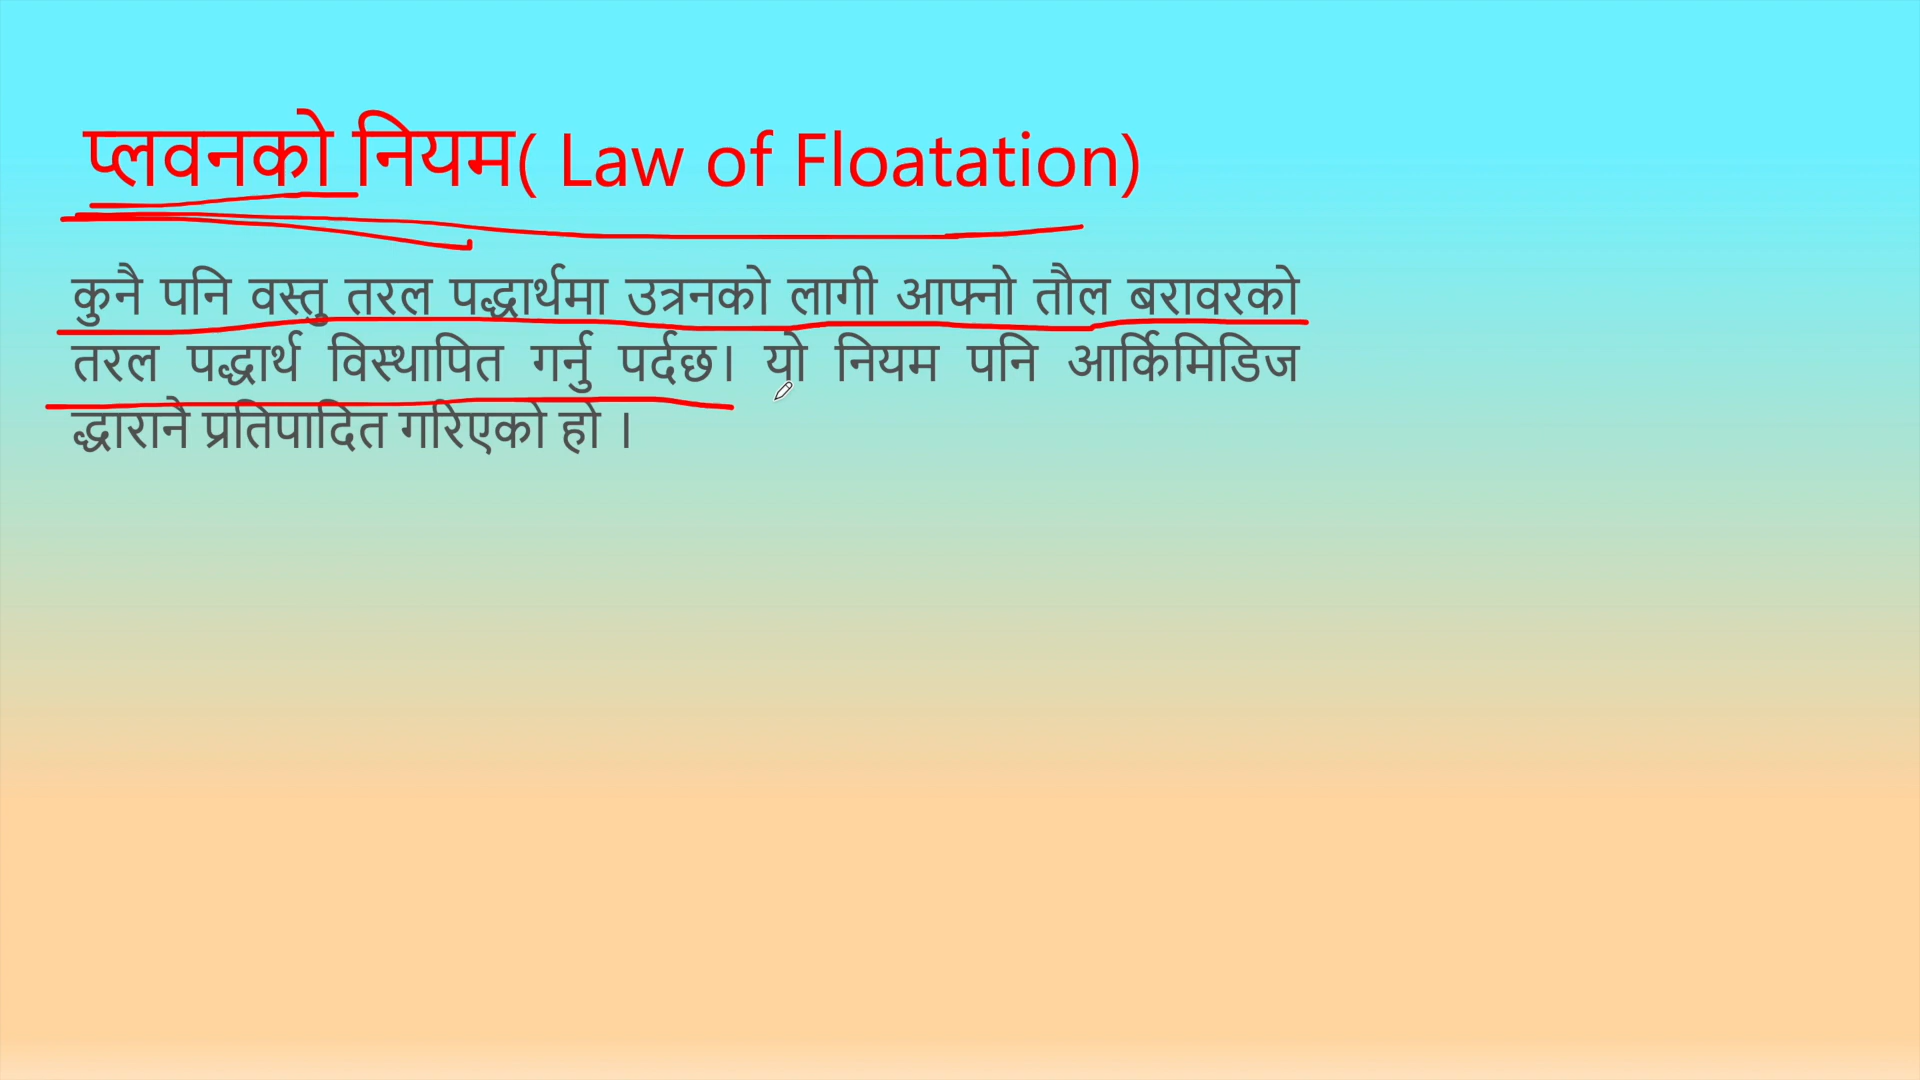 प्लवनको नियम( Law of Floatation)
कुनै पनि वस्तु तरल पद्धार्थमा उत्रनको लागी आफ्नो तौल बरावरको
तरल पद्धार्थ विस्थापित गर्नु पर्दछ। यो नियम पनि आर्किमिडिज
द्धारानै प्रतिपादित गरिएको हो ।